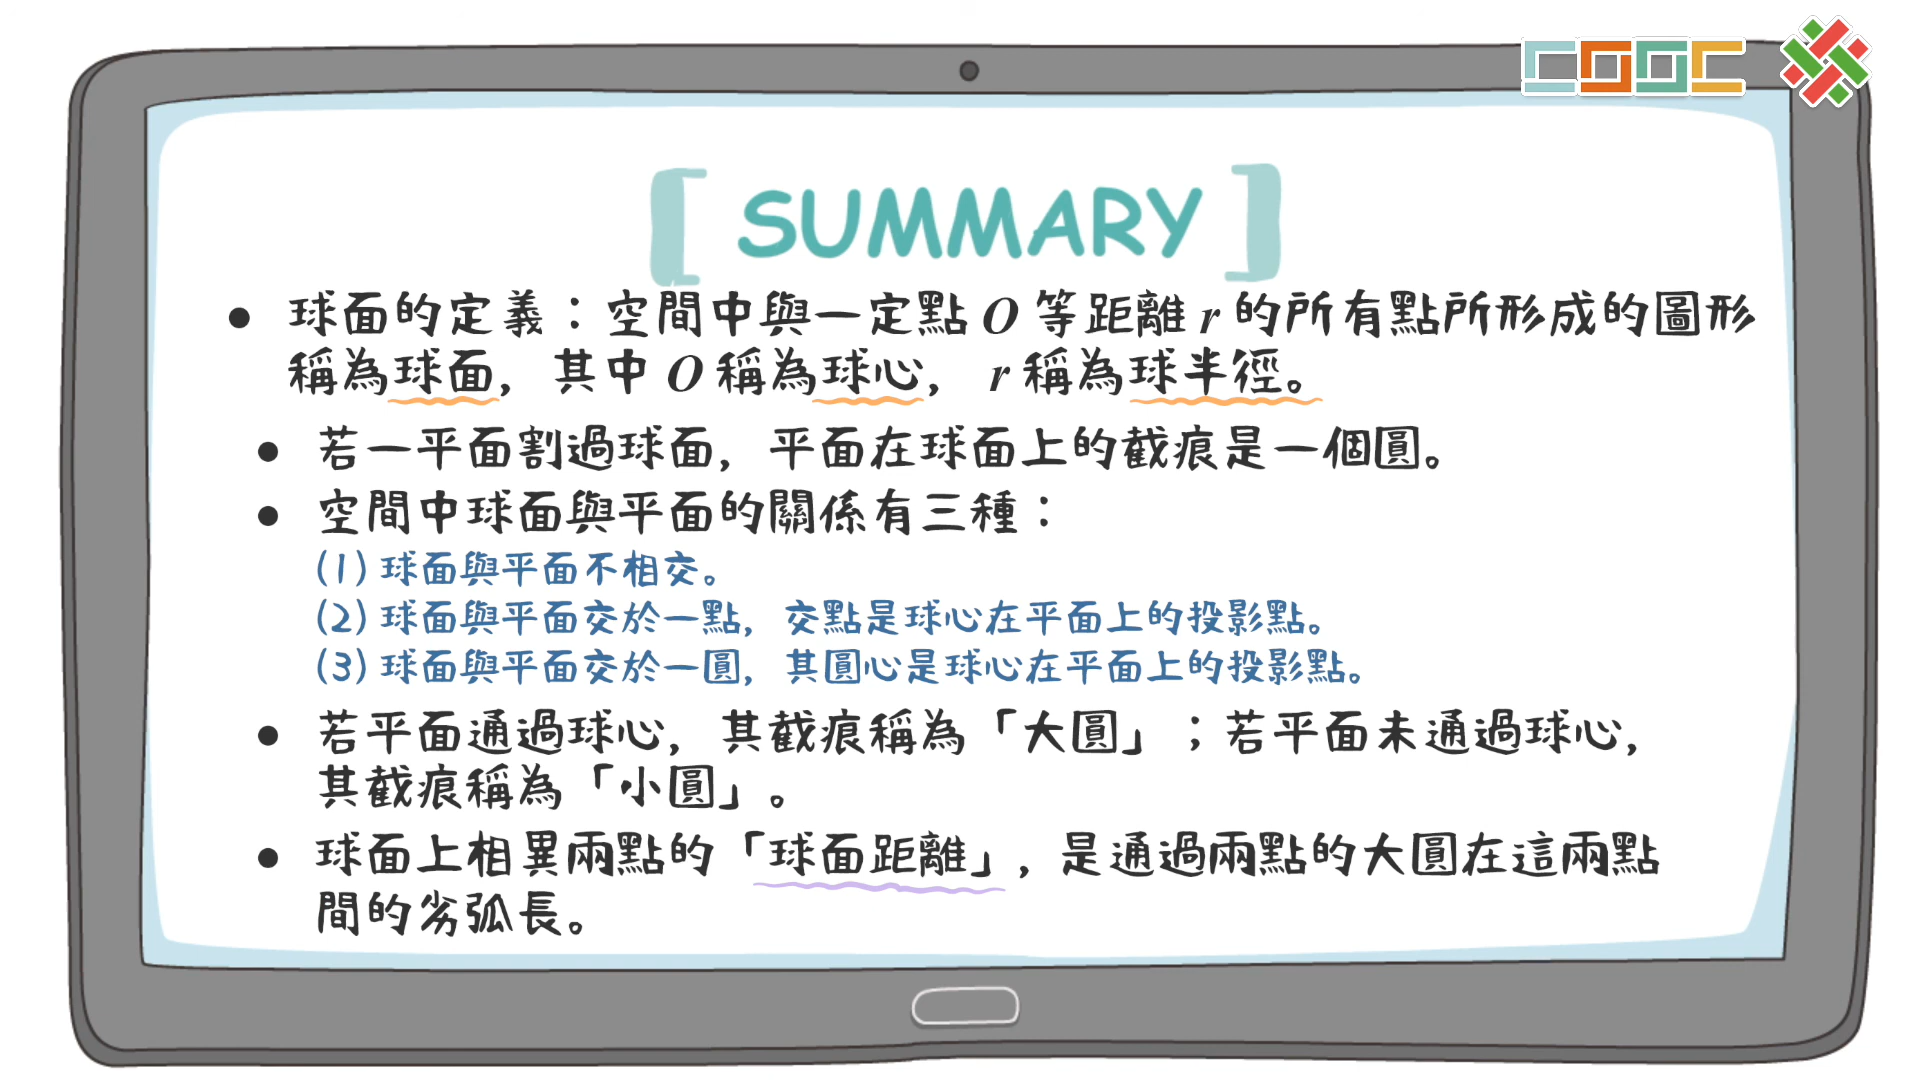 COOC
[ SUMMARY ]
● 球面的定義：空間中與一定點 O 等距離 r 的所有點所形成的圖形
稱為球面，其中 O 稱為球心， r 稱為球半徑。
● 若一平面割過球面，平面在球面上的截痕是一個圓。
● 空間中球面與平面的關係有三種：
(1) 球面與平面不相交。
(2) 球面與平面交於一點，交點是球心在平面上的投影點。
(3) 球面與平面交於一圓，其圓心是球心在平面上的投影點。
● 若平面通過球心，其截痕稱為「大圓」；若平面未通過球心，
其截痕稱為「小圓」。
● 球面上相異兩點的「球面距離」，是通過兩點的大圓在這兩點
間的劣弧長。